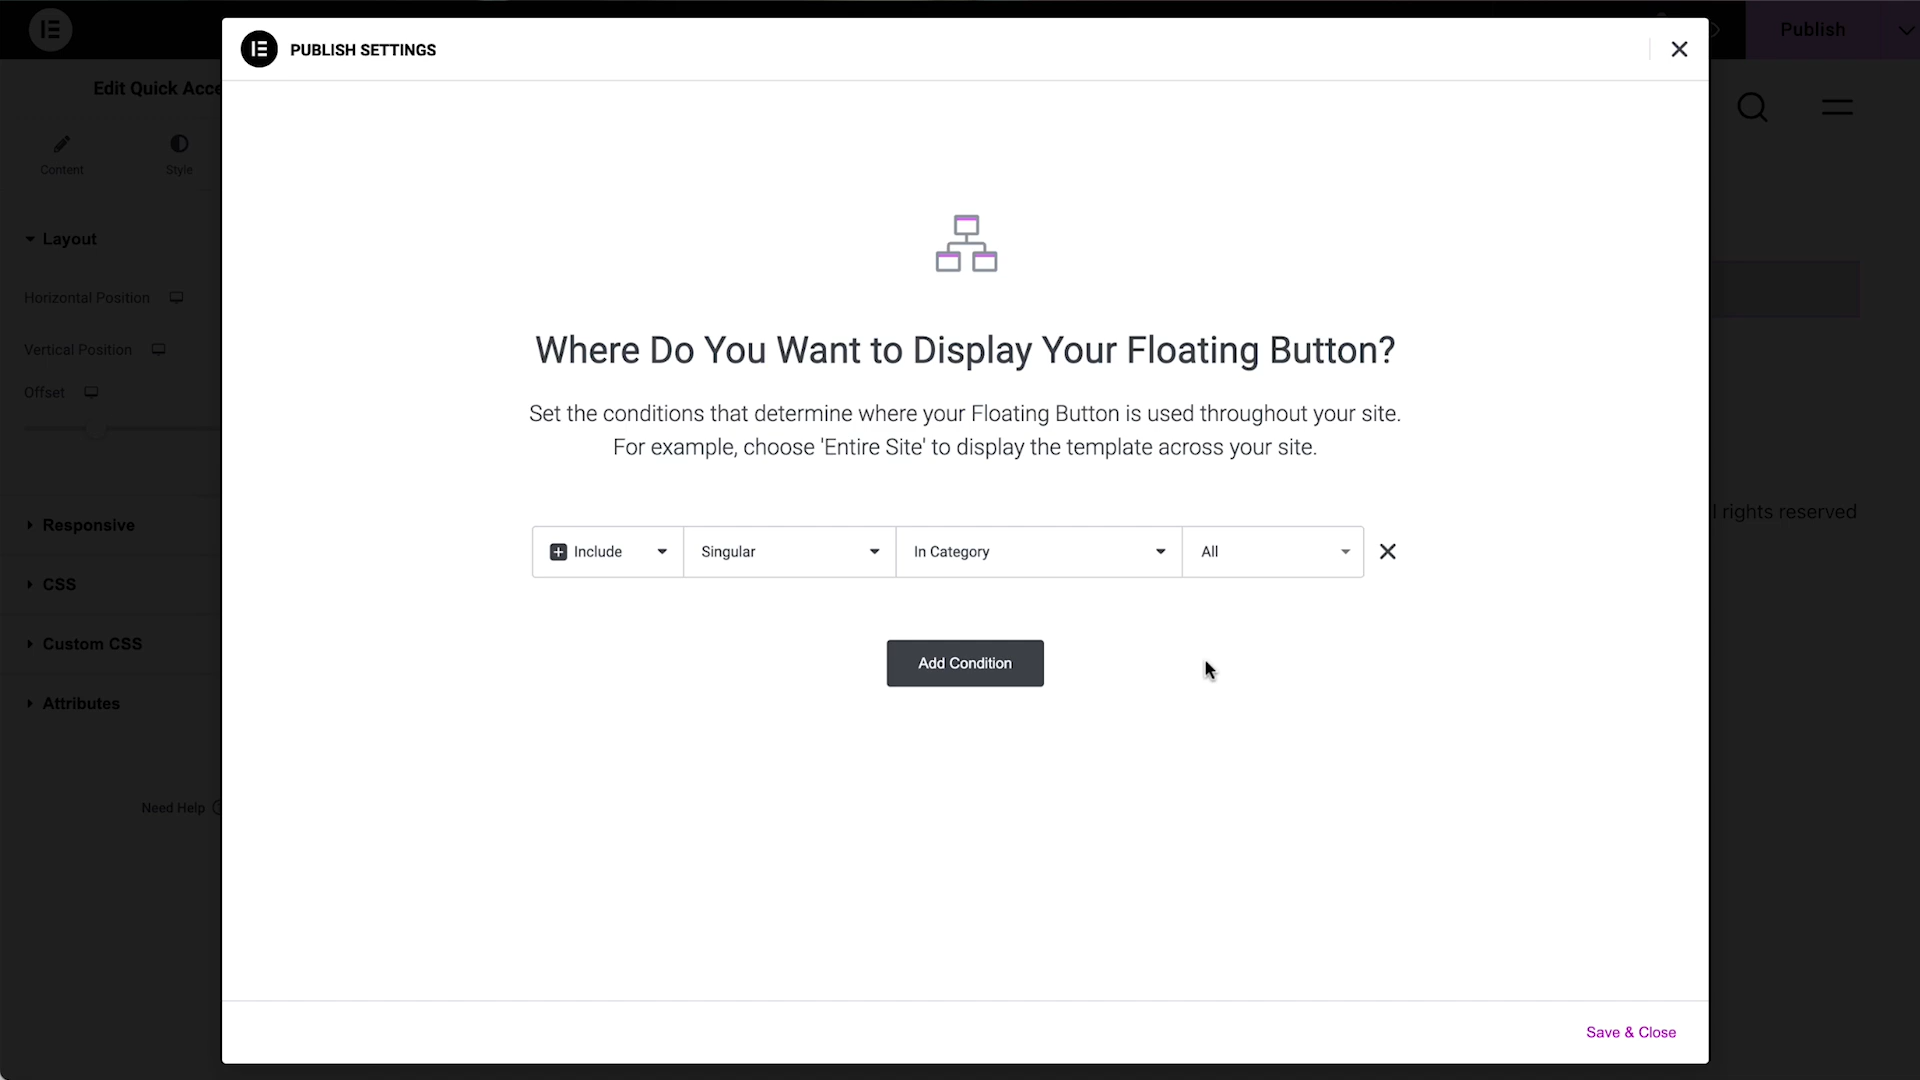 PUBLISH SETTINGS
Publish
Edit Quick Acce
Content
Style
Layout
Horizontal Position
Vertical Position
Offset
Responsive
CSS
Custom CSS
Attributes
Need Help
Where Do You Want to Display Your Floating Button?
Set the conditions that determine where your Floating Button is used throughout your site.
For example, choose 'Entire Site' to display the template across your site.
Include Singular In Category All
Add Condition
l rights reserved
Save & Close